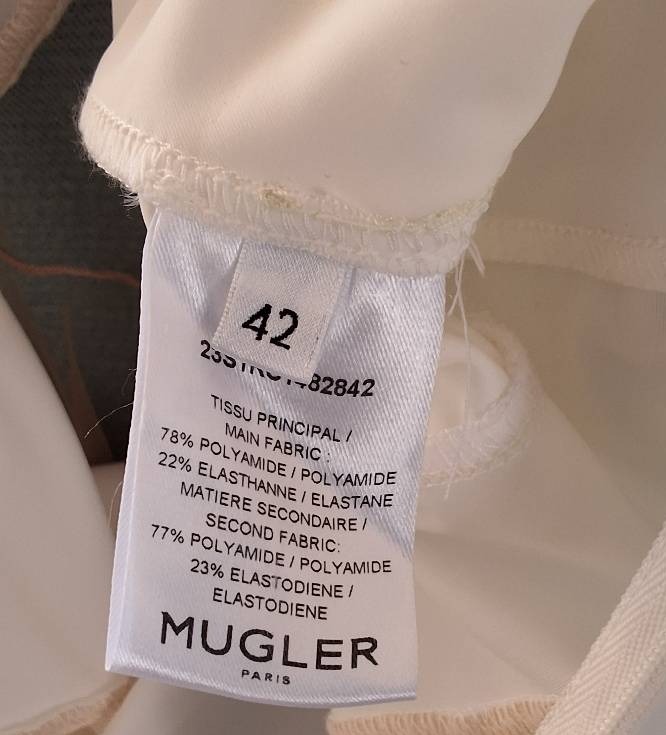 42
TISSU PRINCIPAL /
MAIN FABRIC :
78% POLYAMIDE / POLYAMIDE
22% ELASTHANNE / ELASTANE
MATIERE SECONDAIRE /
SECOND FABRIC:
77% POLYAMIDE / POLYAMIDE
23% ELASTODIENE /
ELASTODIENE
MUGLER
PARIS